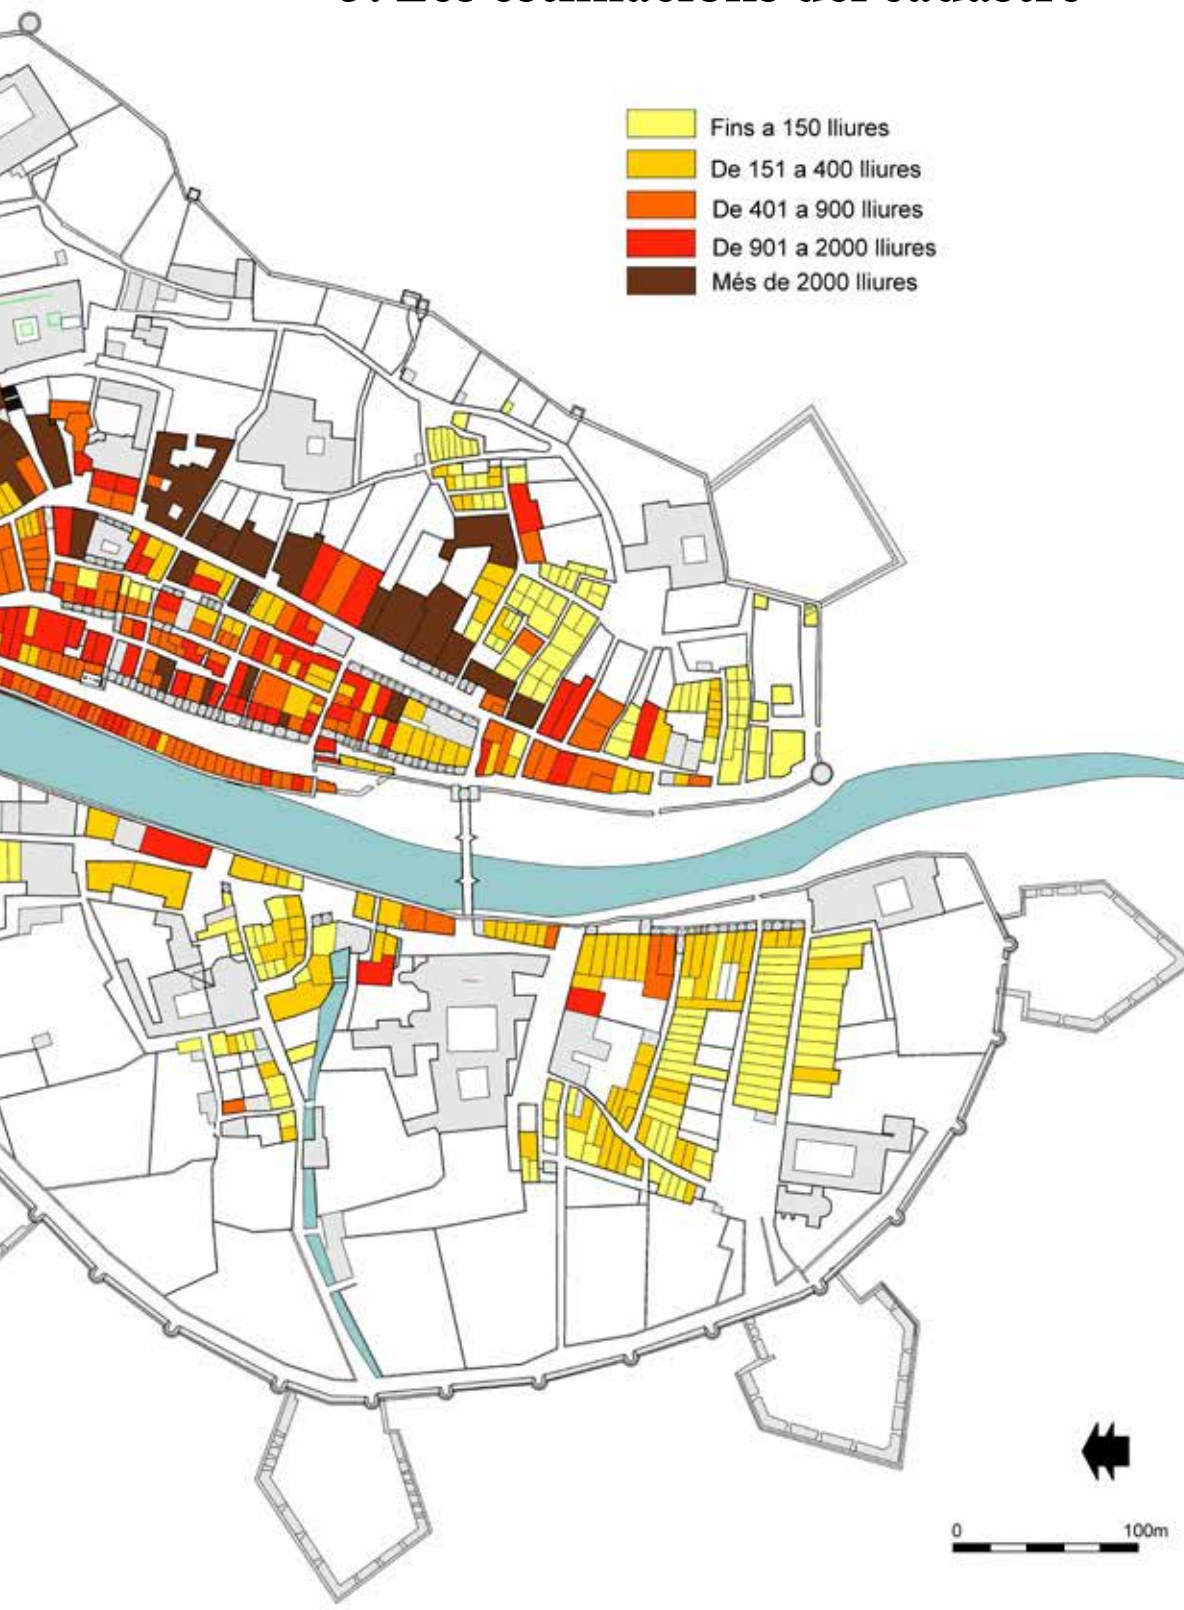 Fins a 150 lliures
De 151 a 400 lliures
De 401 a 900 lliures
De 901 a 2000 lliures
Més de 2000 lliures
0 100m